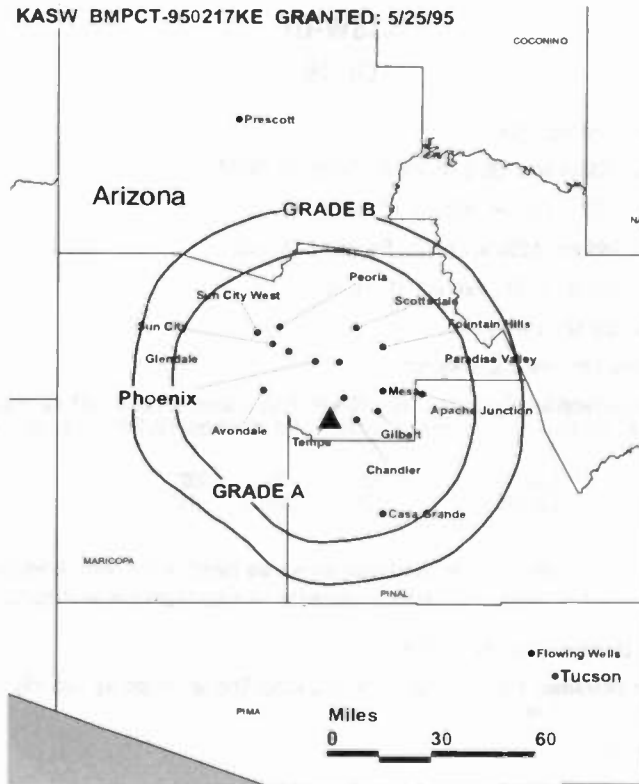 KASW BMPCT-950217KE GRANTED: 5/25/95
COCONINO
Prescott
Arizona
GRADE B
Peoria
Sun City West
Scottsdale
Sun City
Fountain Hills
Glendale
Paradise Valley
Phoenix
Mesa
Apache Junction
Avondale
Gilbert
Tempe
Chandler
GRADE A
Casa Grande
MARICOPA
PINAL
Flowing Wells
Tucson
PIMA
Miles
0 30 60